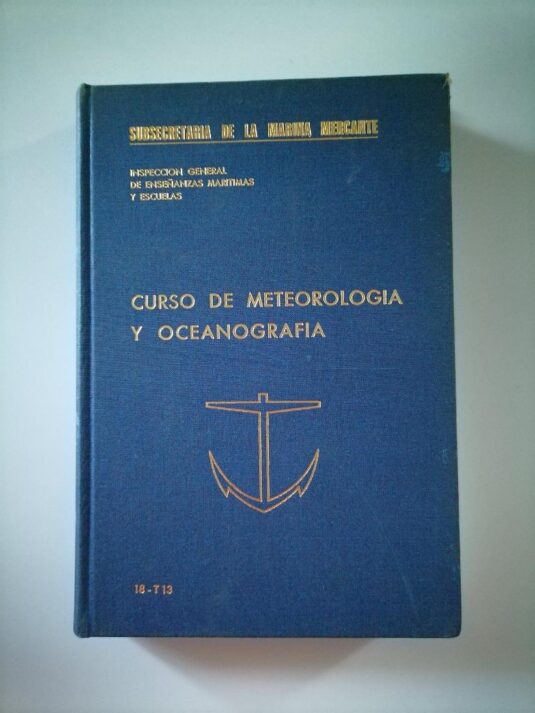 SUBSECRETARIA DE LA MARINA MERCANTE
INSPECCION GENERAL
DE ENSEÑANZAS MARITIMAS
Y ESCUELAS
CURSO DE METEOROLOGIA
Y OCEANOGRAFIA
18-T13